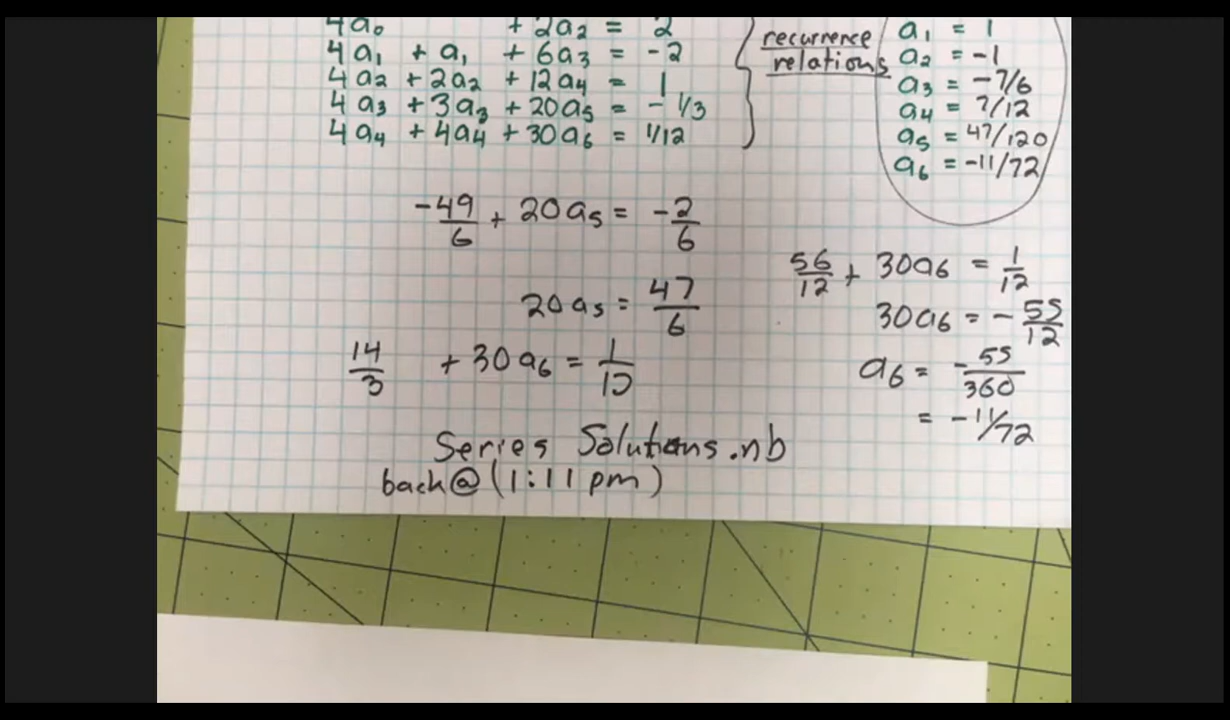 4a₀ + 2a₂ = 2
4a₁ + a₁ + 6a₃ = -2
4a₂ + 2a₂ + 12a₄ = 1
4a₃ + 3a₃ + 20a₅ = - 1/3
4a₄ + 4a₄ + 30a₆ = 1/12
recurrence
relations
a₁ = 1
a₂ = -1
a₃ = -7/6
a₄ = 7/12
a₅ = 47/120
a₆ = -11/72
-49/6 + 20a₅ = -2/6
20a₅ = 47/6
14/3 + 30a₆ = 1/12
56/12 + 30a₆ = 1/12
30a₆ = - 55/12
a₆ = - 55/360
= -11/72
Series Solutions.nb
back@(1:11 pm)